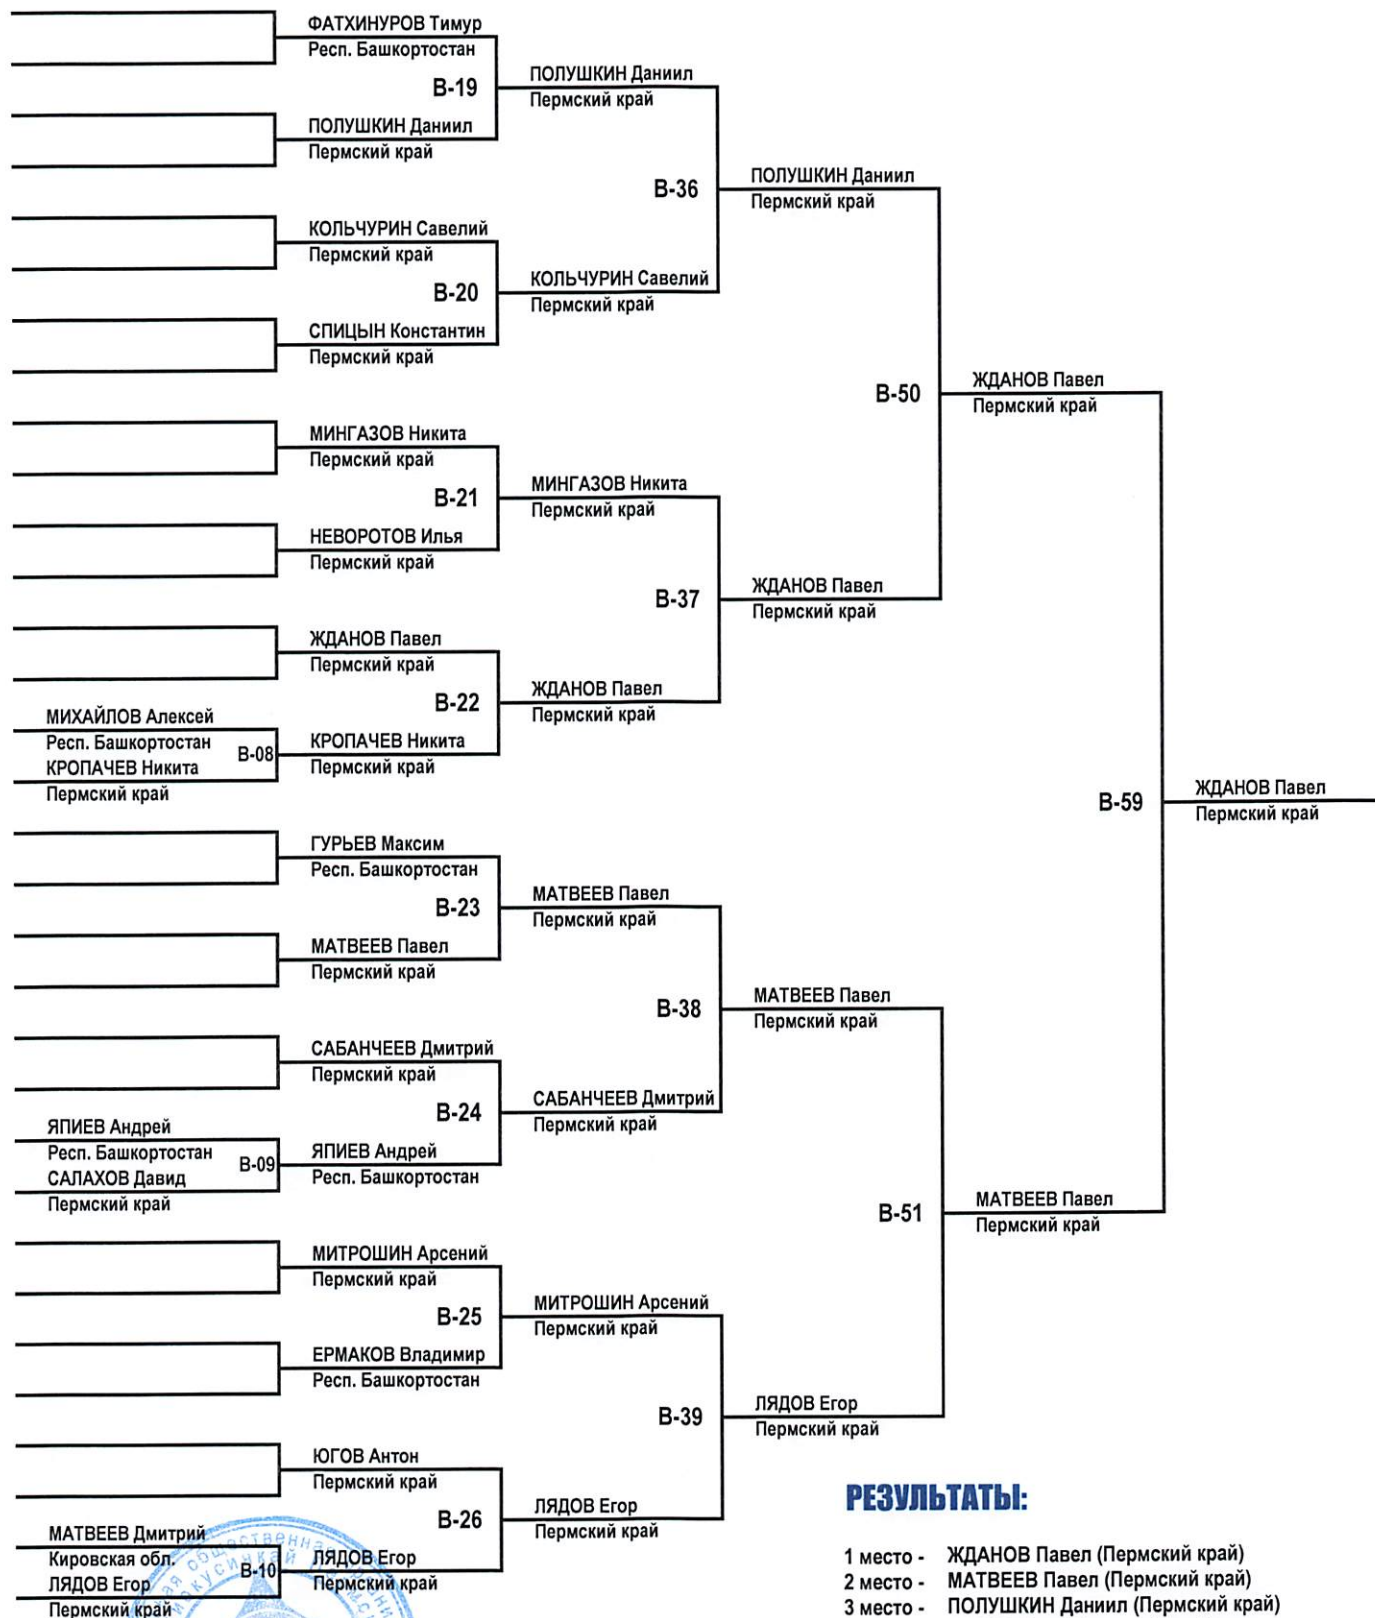 ФАТХИНУРОВ Тимур
Респ. Башкортостан
В-19
ПОЛУШКИН Даниил
Пермский край
ПОЛУШКИН Даниил
Пермский край
В-36
ПОЛУШКИН Даниил
Пермский край
КОЛЬЧУРИН Савелий
Пермский край
В-20
КОЛЬЧУРИН Савелий
Пермский край
СПИЦЫН Константин
Пермский край
В-50
ЖДАНОВ Павел
Пермский край
МИНГАЗОВ Никита
Пермский край
В-21
МИНГАЗОВ Никита
Пермский край
НЕВОРОТОВ Илья
Пермский край
В-37
ЖДАНОВ Павел
Пермский край
ЖДАНОВ Павел
Пермский край
В-22
ЖДАНОВ Павел
Пермский край
МИХАЙЛОВ Алексей
Респ. Башкортостан
В-08
КРОПАЧЕВ Никита
Пермский край
КРОПАЧЕВ Никита
Пермский край
В-59
ЖДАНОВ Павел
Пермский край
ГУРЬЕВ Максим
Респ. Башкортостан
В-23
МАТВЕЕВ Павел
Пермский край
МАТВЕЕВ Павел
Пермский край
В-38
МАТВЕЕВ Павел
Пермский край
САБАНЧЕЕВ Дмитрий
Пермский край
В-24
САБАНЧЕЕВ Дмитрий
Пермский край
ЯПИЕВ Андрей
Респ. Башкортостан
В-09
САЛАХОВ Давид
Пермский край
ЯПИЕВ Андрей
Респ. Башкортостан
В-51
МАТВЕЕВ Павел
Пермский край
МИТРОШИН Арсений
Пермский край
В-25
МИТРОШИН Арсений
Пермский край
ЕРМАКОВ Владимир
Респ. Башкортостан
В-39
ЛЯДОВ Егор
Пермский край
ЮГОВ Антон
Пермский край
В-26
ЛЯДОВ Егор
Пермский край
МАТВЕЕВ Дмитрий
Кировская обл.
В-10
ЛЯДОВ Егор
Пермский край
ЛЯДОВ Егор
Пермский край
РЕЗУЛЬТАТЫ:
1 место - ЖДАНОВ Павел (Пермский край)
2 место - МАТВЕЕВ Павел (Пермский край)
3 место - ПОЛУШКИН Даниил (Пермский край)